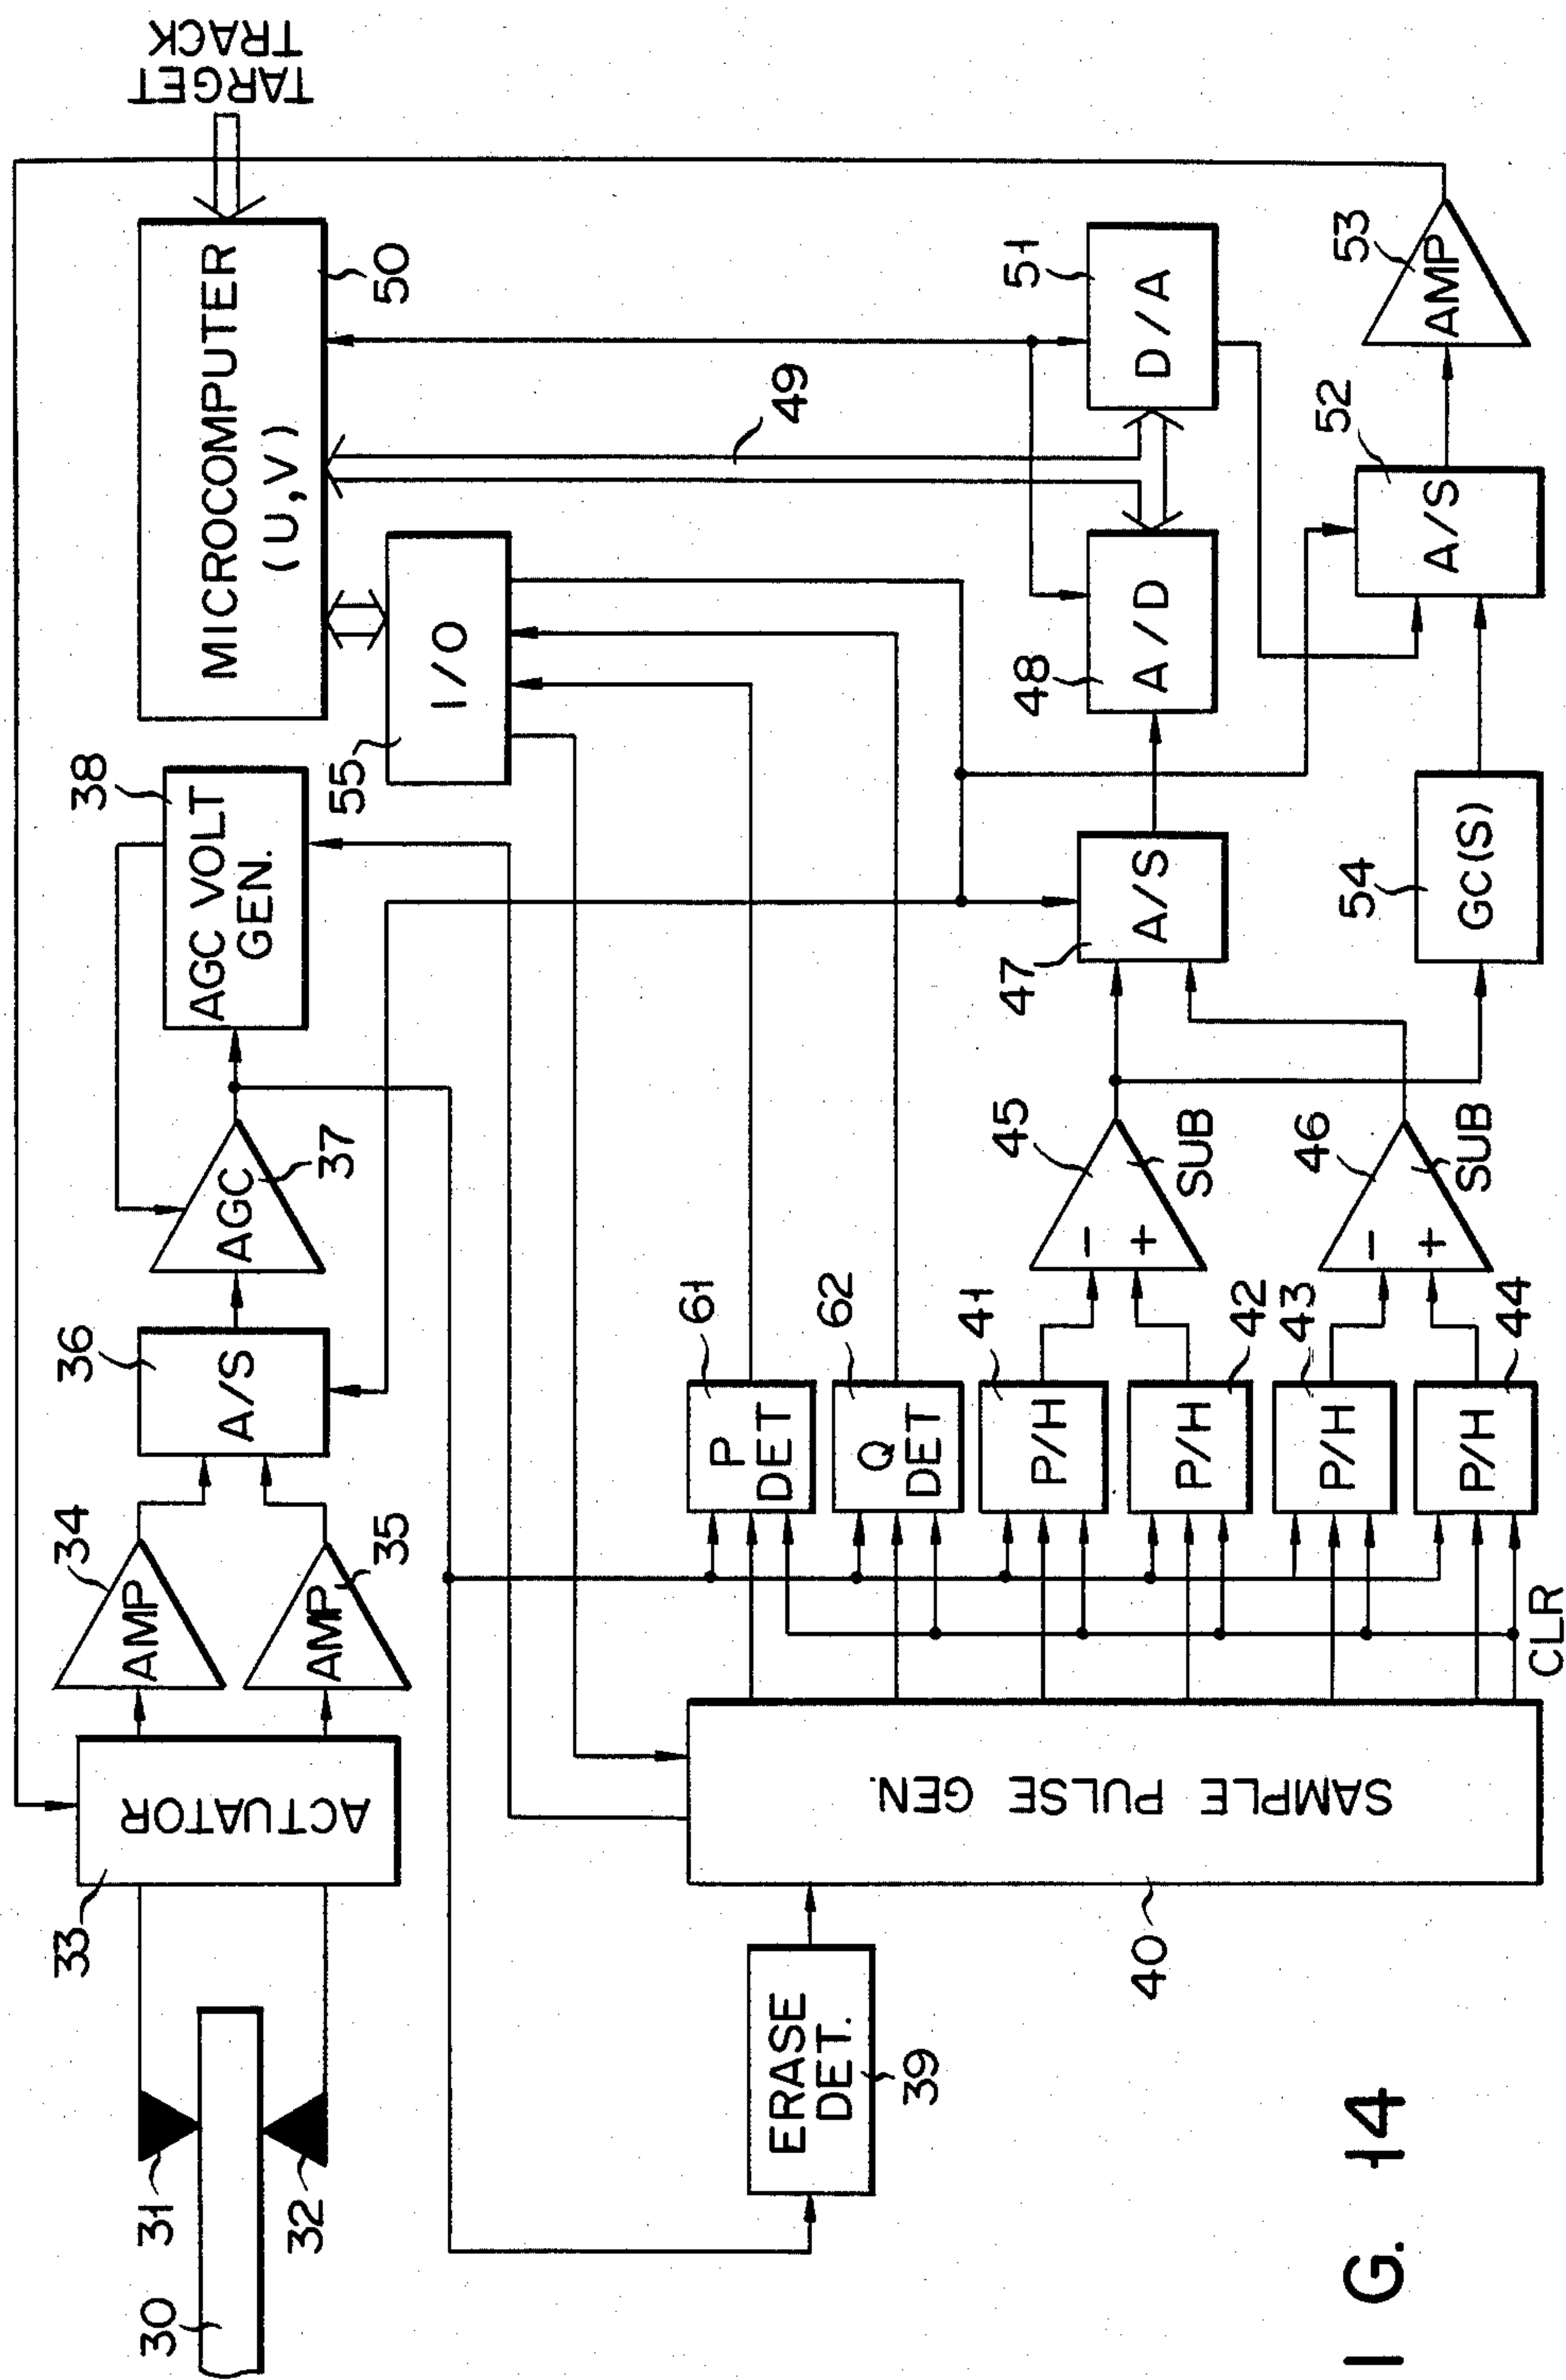 TARGET
TRACK
MICROCOMPUTER
(U,V)
50
38
AGC VOLT
GEN.
I/O
55
49
51
D/A
48
A/D
53
AMP
52
A/S
37
AGC
36
A/S
34
AMP
35
AMP
33
ACTUATOR
31
32
30
47
A/S
54
GC(S)
45
SUB
-
+
46
SUB
-
+
61
P
DET
62
Q
DET
41
P/H
42
P/H
43
P/H
44
P/H
CLR
SAMPLE PULSE GEN.
40
ERASE
DET.
39
I G. 14